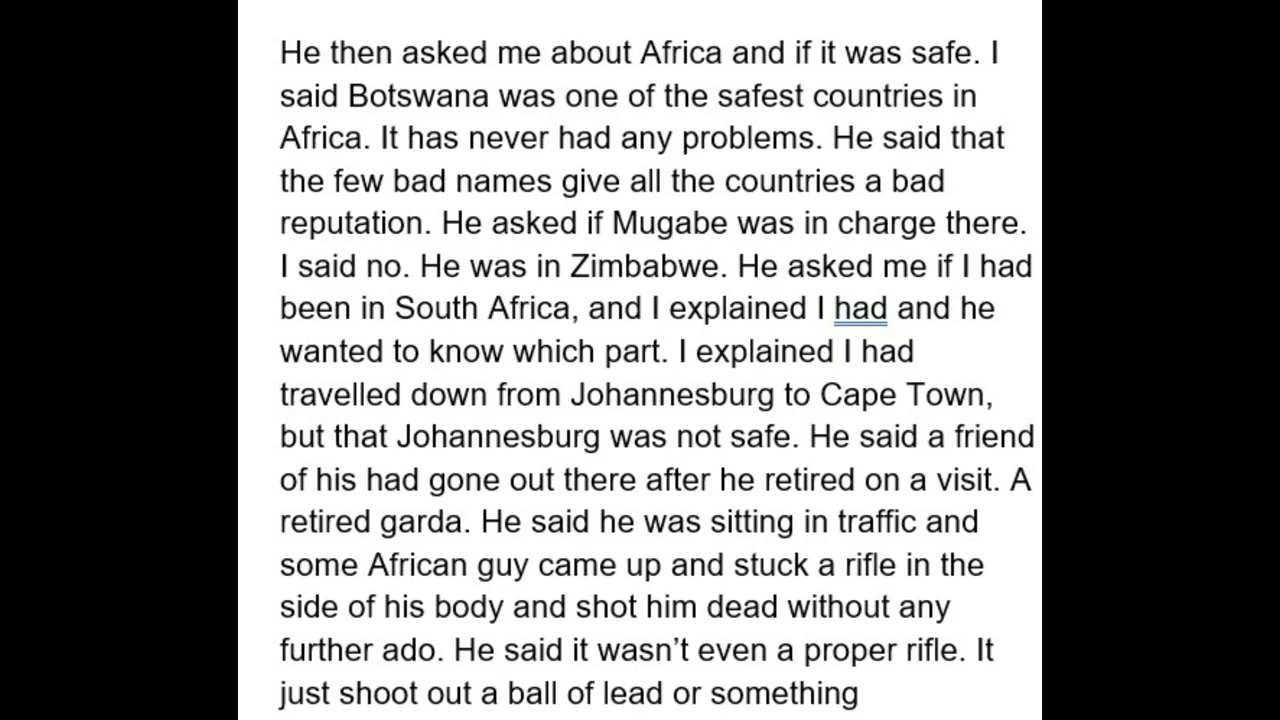 He then asked me about Africa and if it was safe. I
said Botswana was one of the safest countries in
Africa. It has never had any problems. He said that
the few bad names give all the countries a bad
reputation. He asked if Mugabe was in charge there.
I said no. He was in Zimbabwe. He asked me if I had
been in South Africa, and I explained I had and he
wanted to know which part. I explained I had
travelled down from Johannesburg to Cape Town,
but that Johannesburg was not safe. He said a friend
of his had gone out there after he retired on a visit. A
retired garda. He said he was sitting in traffic and
some African guy came up and stuck a rifle in the
side of his body and shot him dead without any
further ado. He said it wasn’t even a proper rifle. It
just shoot out a ball of lead or something